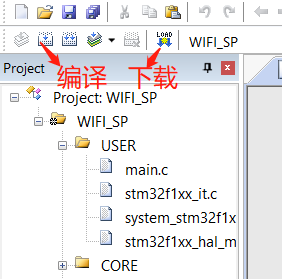 LOAD
WIFI_SP
Project
编译
下载
Project: WIFI_SP
WIFI_SP
USER
main.c
stm32f1xx_it.c
system_stm32f1x
stm32f1xx_hal_m
CORE